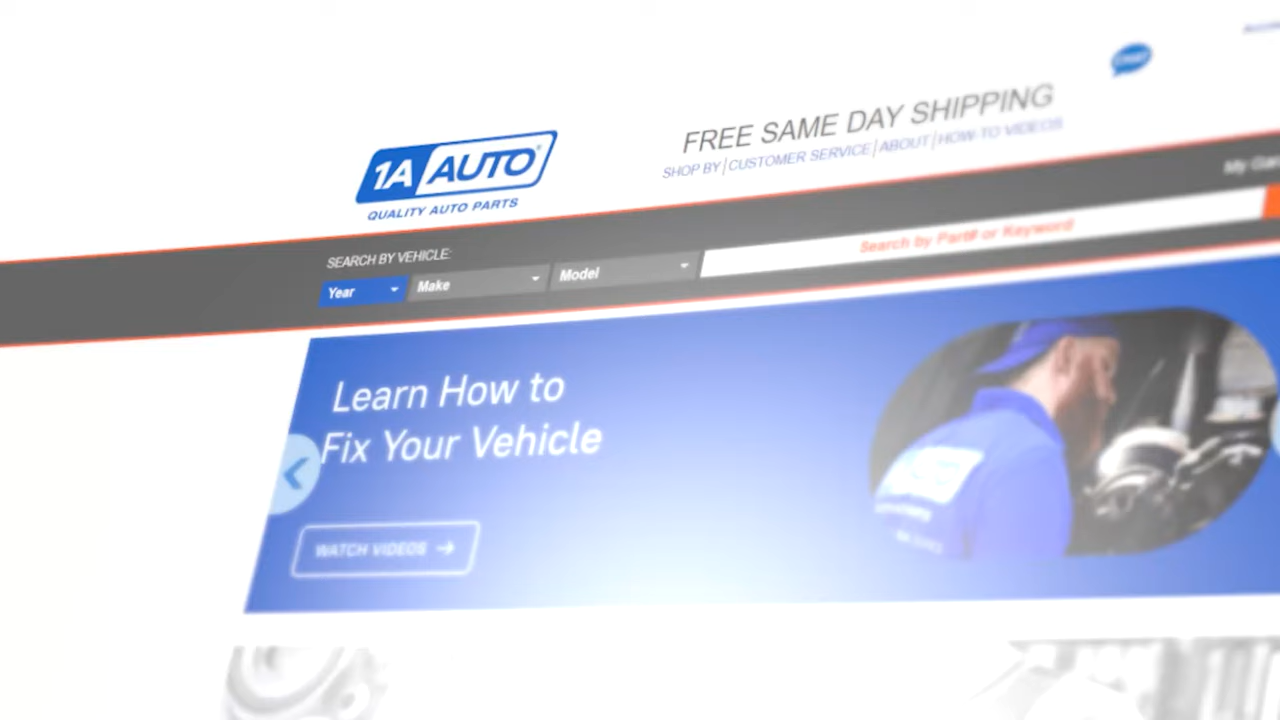 1A AUTO®
QUALITY AUTO PARTS
FREE SAME DAY SHIPPING
SHOP BY | CUSTOMER SERVICE | ABOUT | HOW-TO VIDEOS
My
SEARCH BY VEHICLE:
Year
Make
Model
Search by Part# or Keyword
Learn How to
Fix Your Vehicle
WATCH VIDEOS →